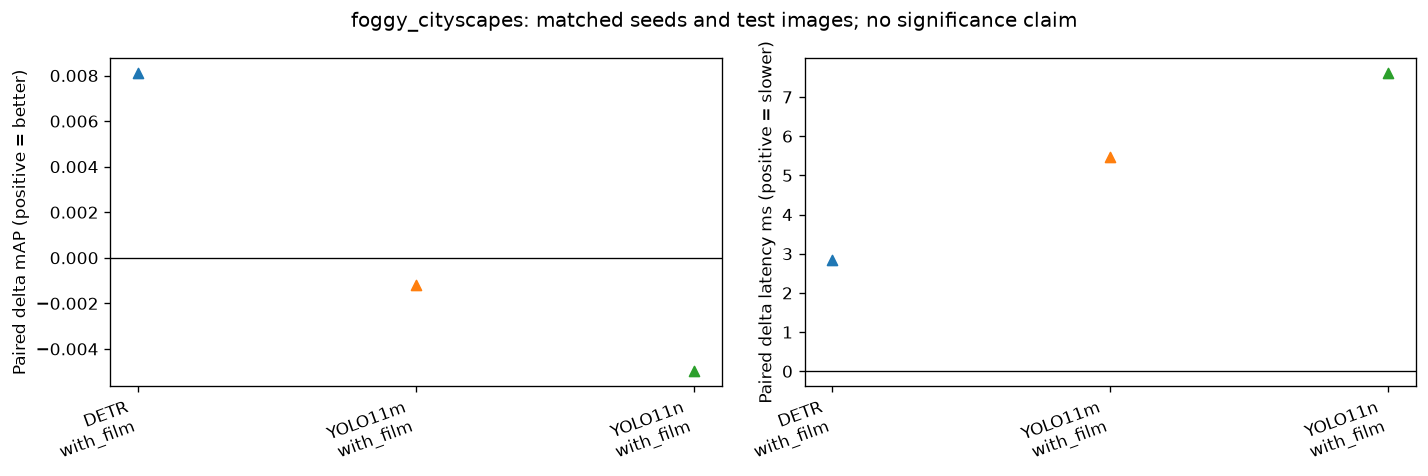 foggy_cityscapes: matched seeds and test images; no significance claim
Paired delta mAP (positive = better)
0.008
0.006
0.004
0.002
0.000
−0.002
−0.004
DETR
with_film
YOLO11m
with_film
YOLO11n
with_film
Paired delta latency ms (positive = slower)
7
6
5
4
3
2
1
0
DETR
with_film
YOLO11m
with_film
YOLO11n
with_film